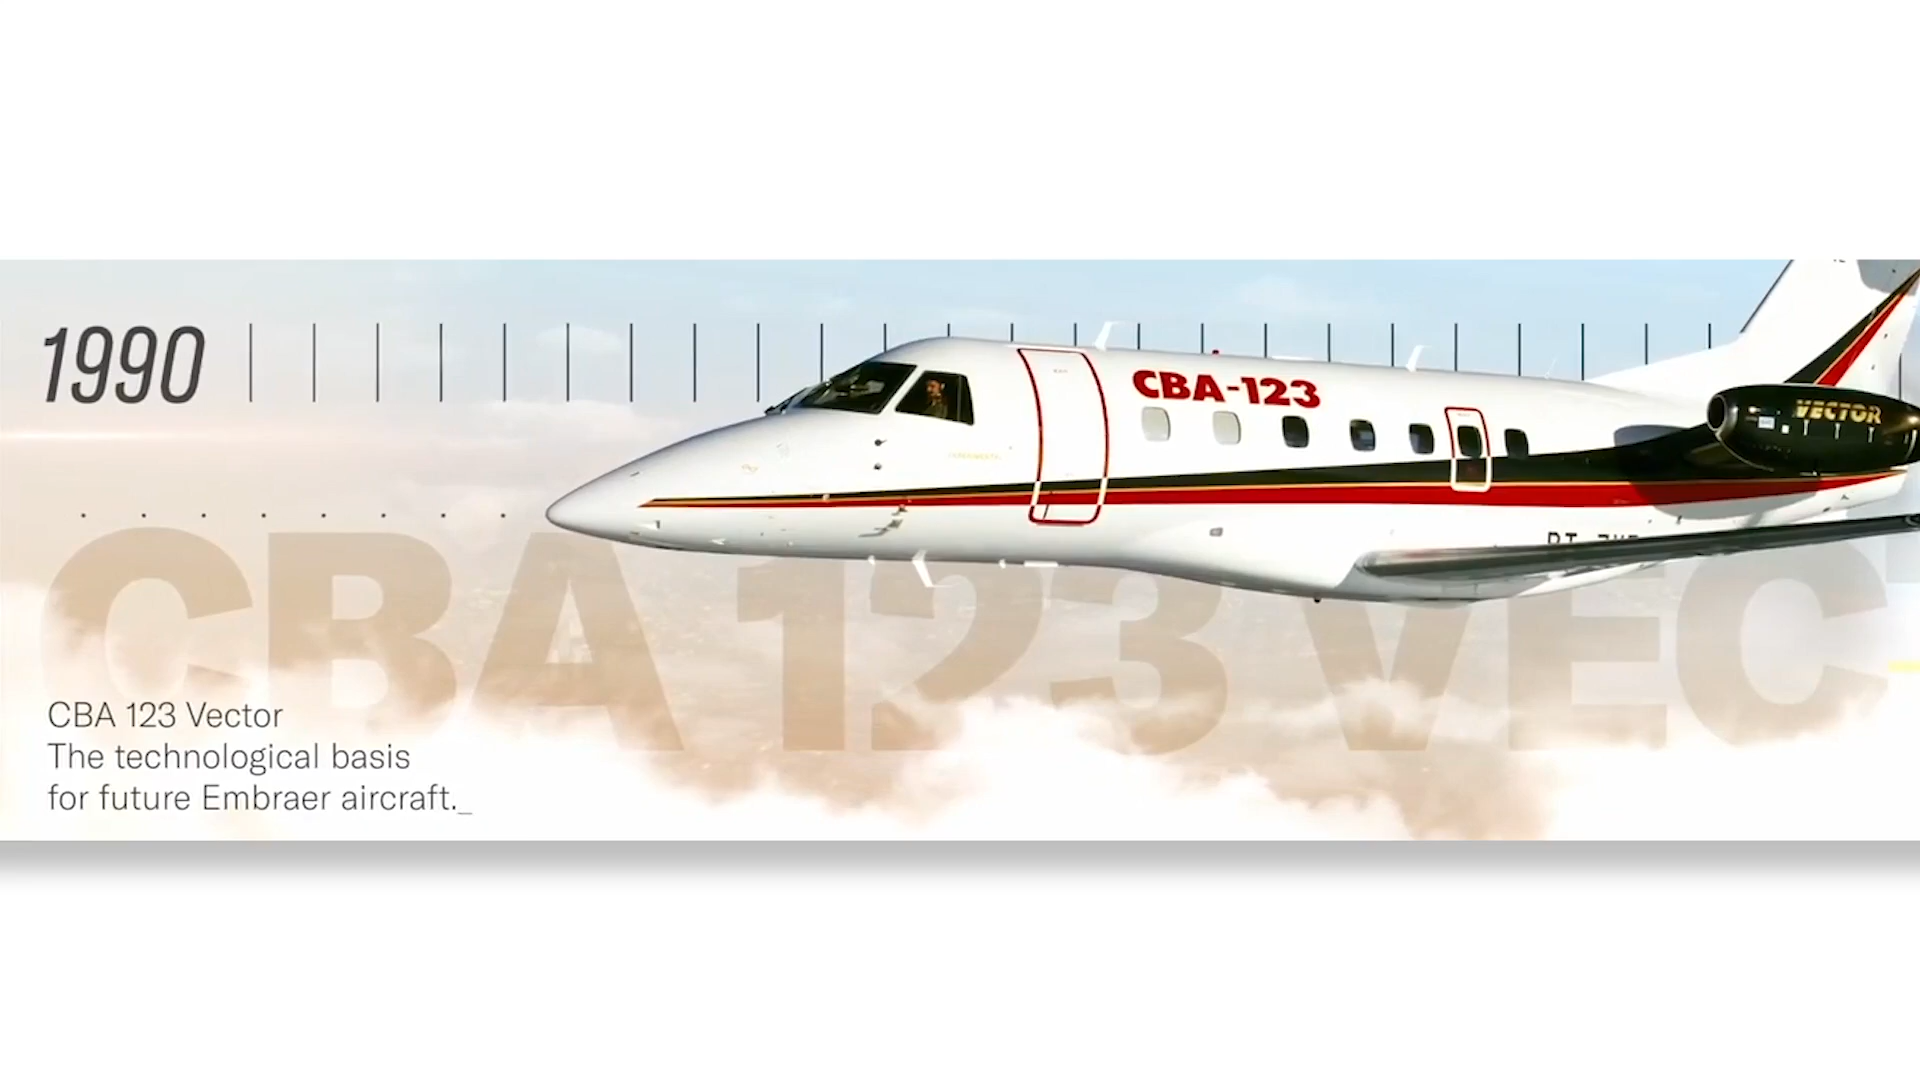 1990
CBA-123
VECTOR
CBA 123 VEC
CBA 123 Vector
The technological basis
for future Embraer aircraft._